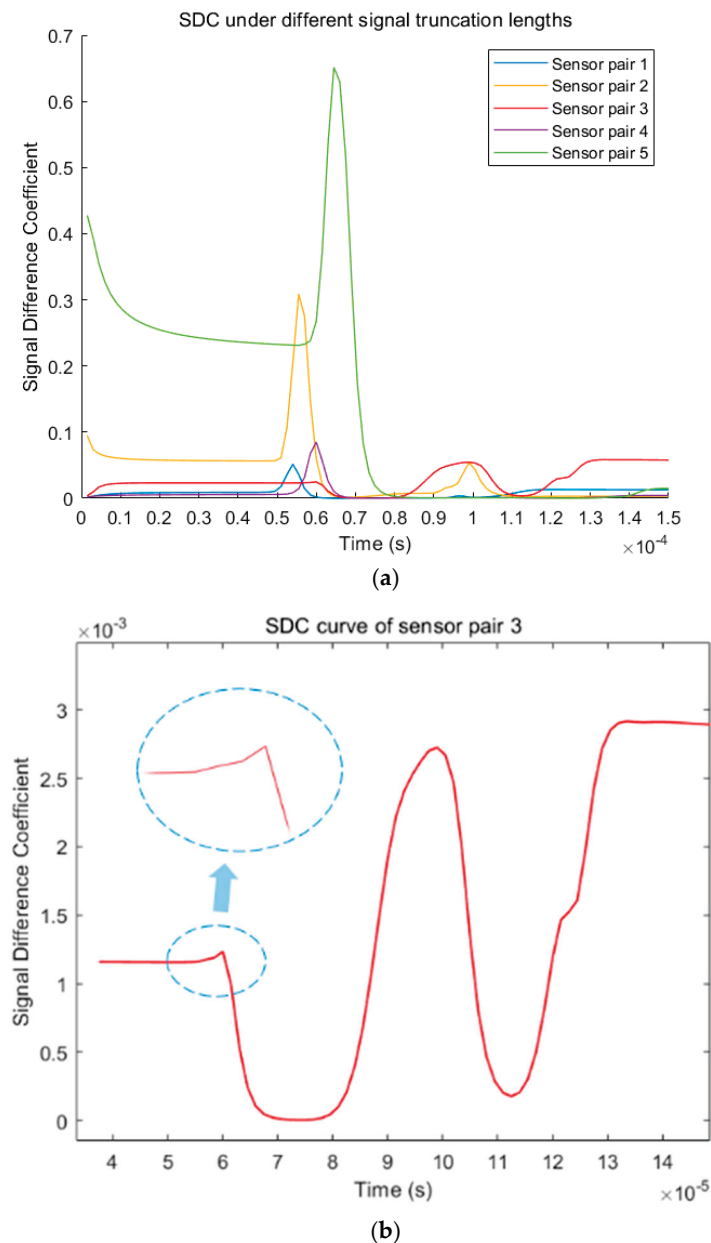 SDC under different signal truncation lengths
0.7
0.6
0.5
0.4
0.3
0.2
0.1
0
Signal Difference Coefficient
Sensor pair 1
Sensor pair 2
Sensor pair 3
Sensor pair 4
Sensor pair 5
0 0.1 0.2 0.3 0.4 0.5 0.6 0.7 0.8 0.9 1 1.1 1.2 1.3 1.4 1.5
Time (s)
×10⁻⁴
(a)
×10⁻³
SDC curve of sensor pair 3
3
2.5
2
1.5
1
0.5
0
Signal Difference Coefficient
4 5 6 7 8 9 10 11 12 13 14
Time (s)
×10⁻⁵
(b)